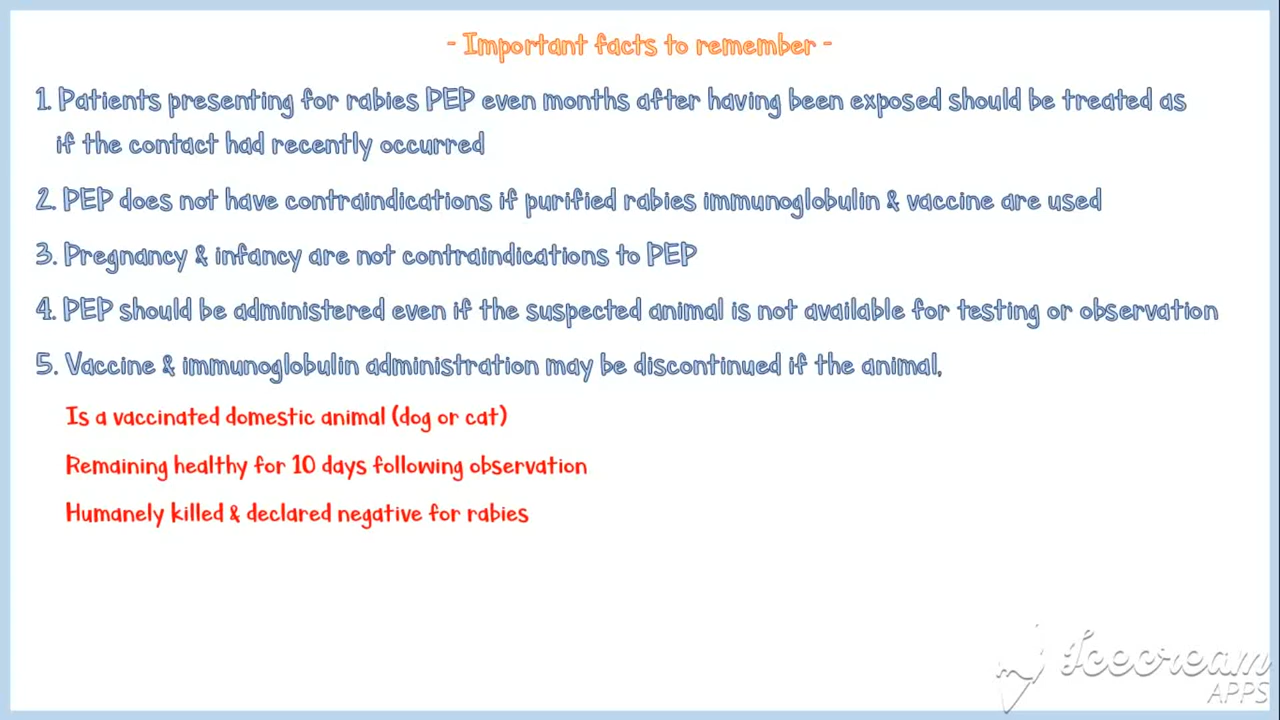 - Important facts to remember -
1. Patients presenting for rabies PEP even months after having been exposed should be treated as
if the contact had recently occurred
2. PEP does not have contraindications if purified rabies immunoglobulin & vaccine are used
3. Pregnancy & infancy are not contraindications to PEP
4. PEP should be administered even if the suspected animal is not available for testing or observation
5. Vaccine & immunoglobulin administration may be discontinued if the animal,
Is a vaccinated domestic animal (dog or cat)
Remaining healthy for 10 days following observation
Humanely killed & declared negative for rabies
Icecream
APPS